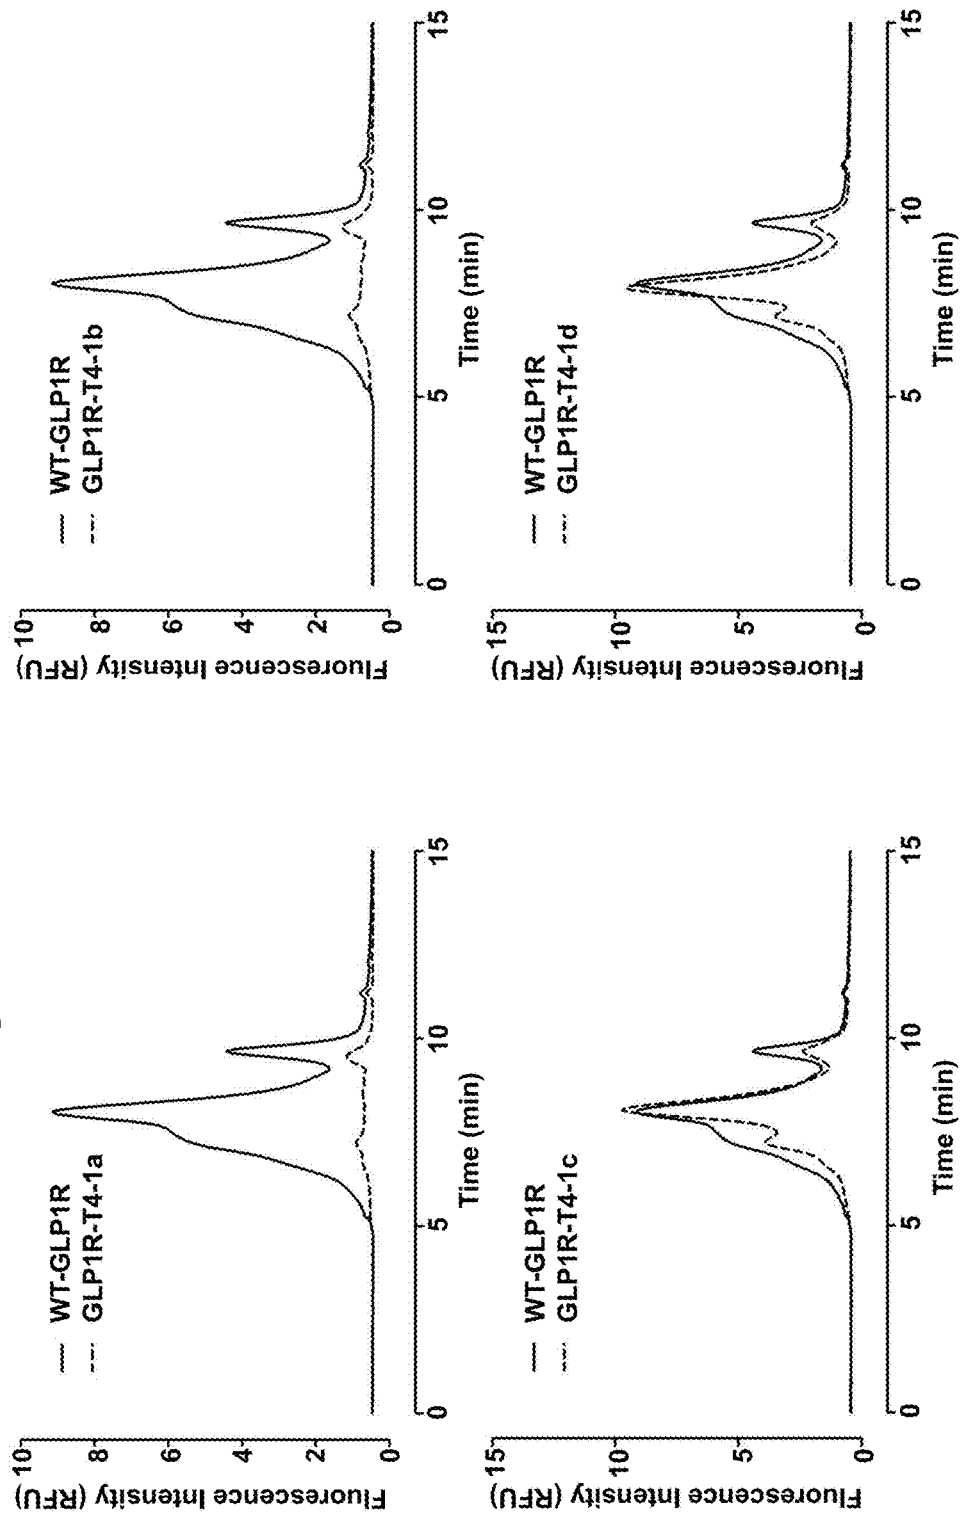 Fluorescence Intensity (RFU)
10
8
6
4
2
0
WT-GLP1R
GLP1R-T4-1a
0
5
10
15
Time (min)
Fluorescence Intensity (RFU)
10
8
6
4
2
0
WT-GLP1R
GLP1R-T4-1b
0
5
10
15
Time (min)
Fluorescence Intensity (RFU)
15
10
5
0
WT-GLP1R
GLP1R-T4-1c
0
5
10
15
Time (min)
Fluorescence Intensity (RFU)
15
10
5
0
WT-GLP1R
GLP1R-T4-1d
0
5
10
15
Time (min)